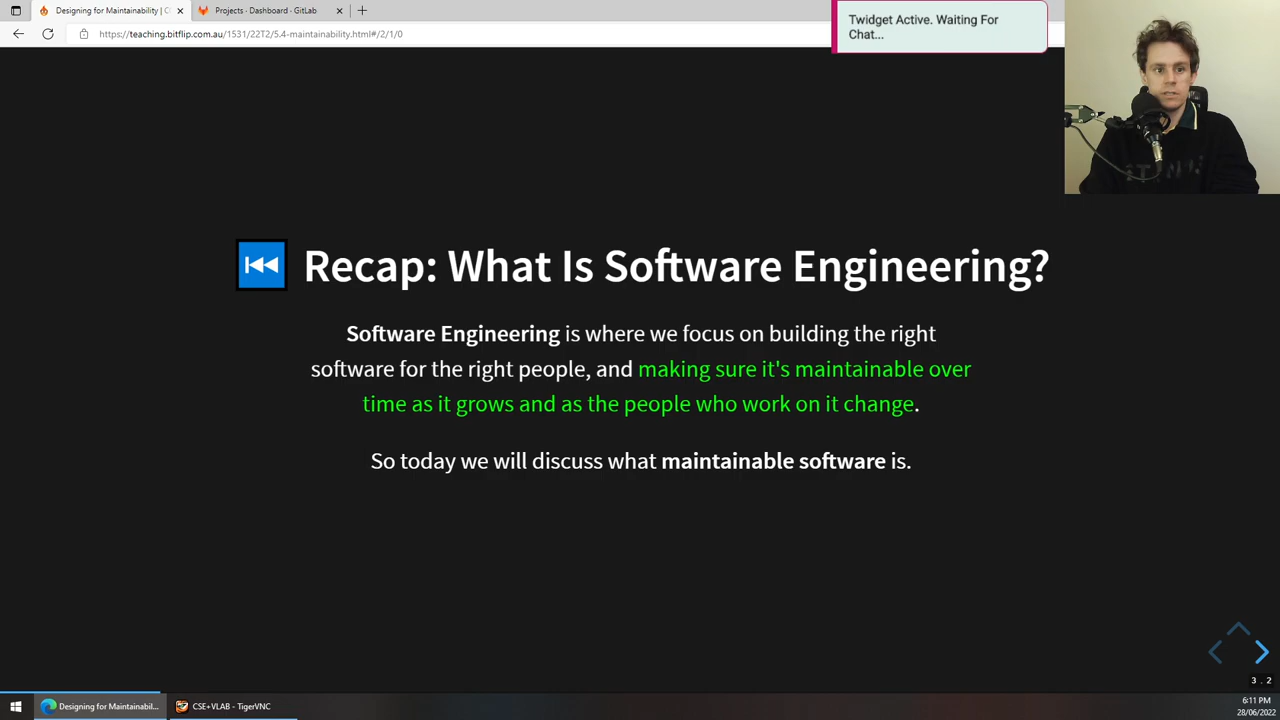 Designing for Maintainability | C
Projects · Dashboard · GitLab
https://teaching.bitflip.com.au/1531/22T2/5.4-maintainability.html#/2/1/0
Twidget Active. Waiting For
Chat...
Recap: What Is Software Engineering?
Software Engineering is where we focus on building the right
software for the right people, and making sure it's maintainable over
time as it grows and as the people who work on it change.
So today we will discuss what maintainable software is.
3.2
Designing for Maintainabil...
CSE+VLAB - TigerVNC
6:11 PM
28/06/2022